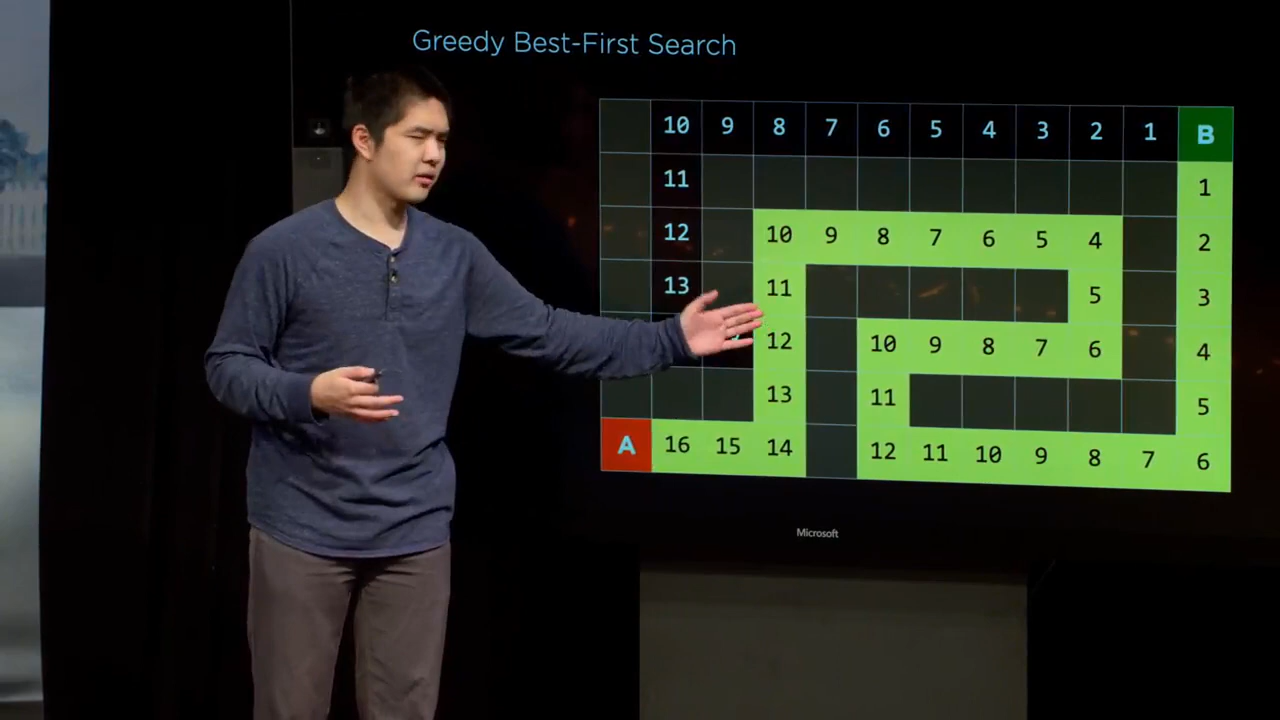 Greedy Best-First Search
10 9 8 7 6 5 4 3 2 1 B
11 1
12 10 9 8 7 6 5 4 2
13 11 5 3
12 10 9 8 7 6 4
13 11 5
A 16 15 14 12 11 10 9 8 7 6
Microsoft